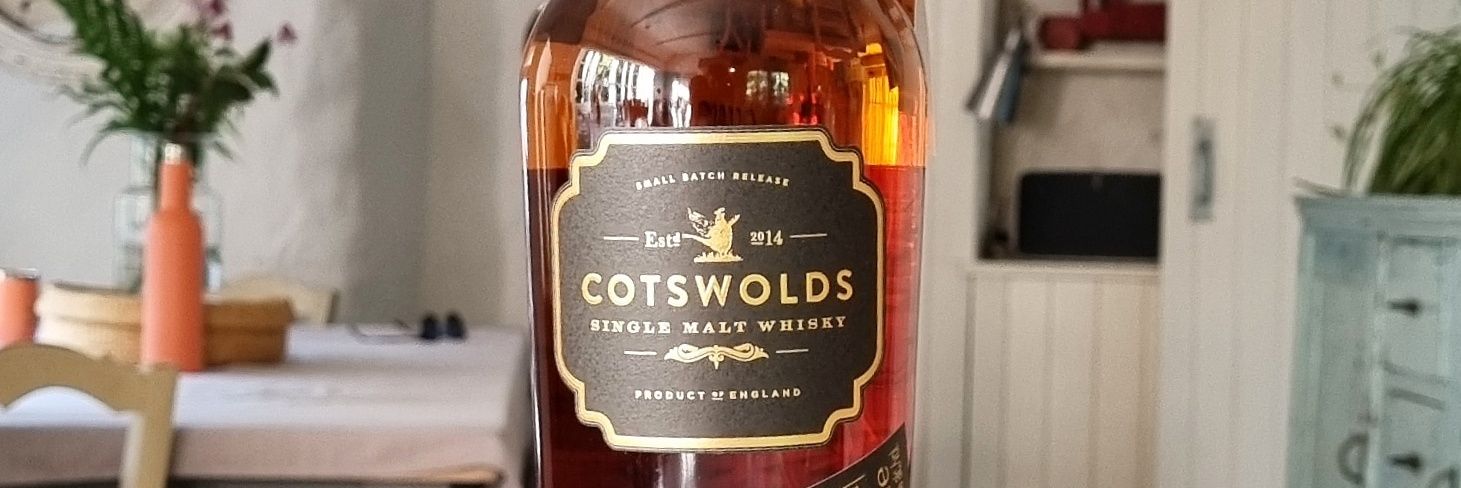 SMALL BATCH RELEASE
Estd 2014
COTSWOLDS
SINGLE MALT WHISKY
PRODUCT OF ENGLAND